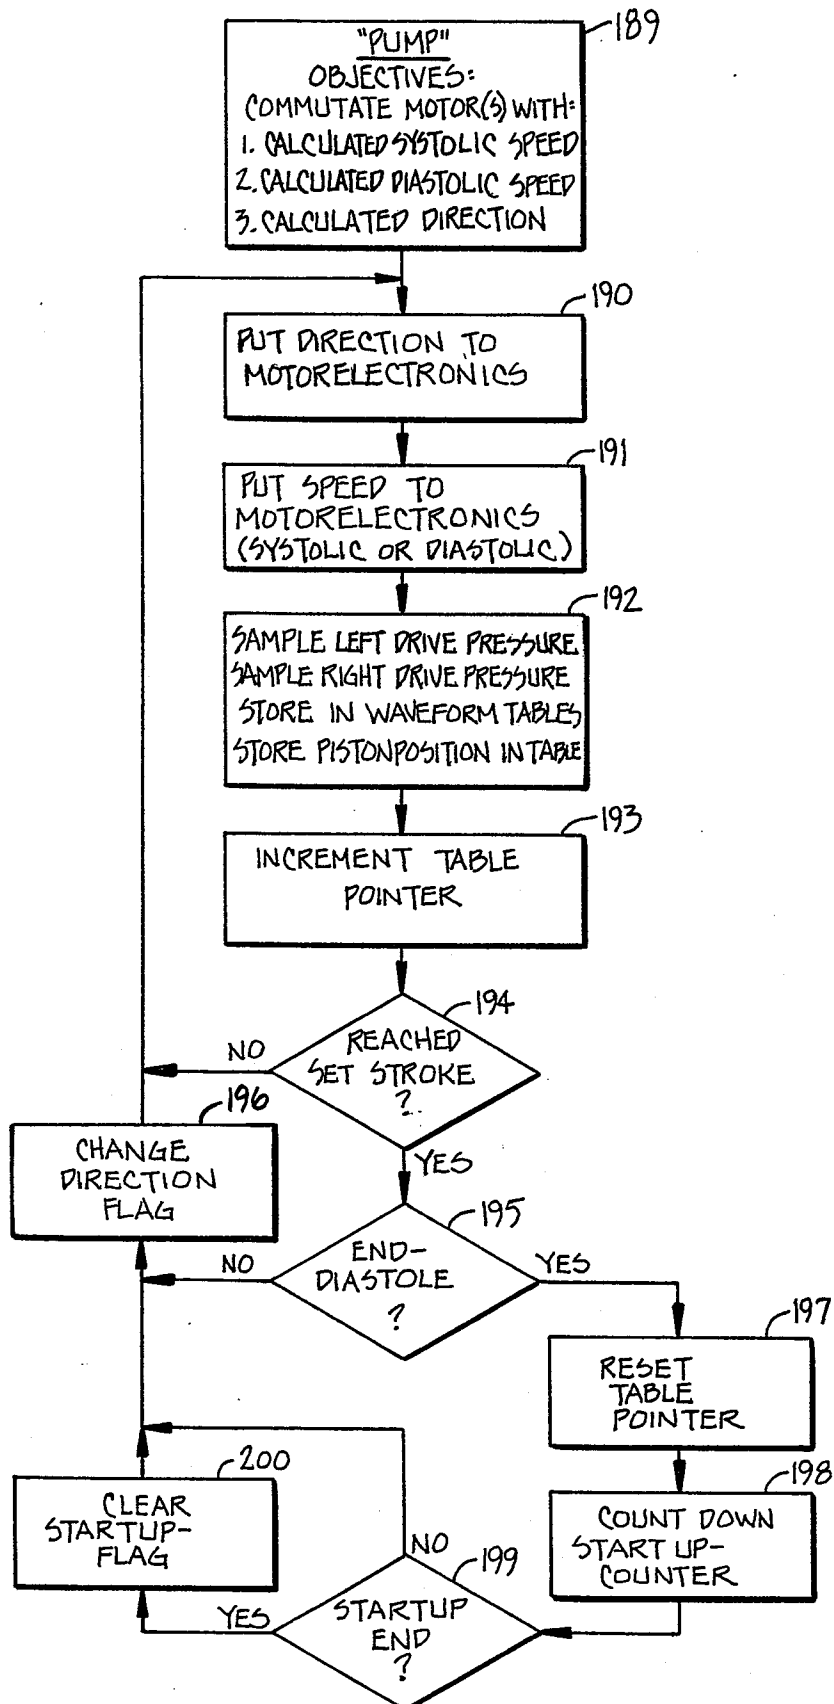 189
"PUMP"
OBJECTIVES:
COMMUTATE MOTOR(S) WITH:
1. CALCULATED SYSTOLIC SPEED
2. CALCULATED DIASTOLIC SPEED
3. CALCULATED DIRECTION
190
PUT DIRECTION TO
MOTORELECTRONICS
191
PUT SPEED TO
MOTORELECTRONICS
(SYSTOLIC OR DIASTOLIC)
192
SAMPLE LEFT DRIVE PRESSURE
SAMPLE RIGHT DRIVE PRESSURE
STORE IN WAVEFORM TABLES
STORE PISTONPOSITION IN TABLE
193
INCREMENT TABLE
POINTER
194
REACHED
SET STROKE
?
NO
YES
196
CHANGE
DIRECTION
FLAG
195
END-
DIASTOLE
?
NO
YES
197
RESET
TABLE
POINTER
198
COUNT DOWN
START UP-
COUNTER
199
STARTUP
END
?
NO
YES
200
CLEAR
STARTUP-
FLAG